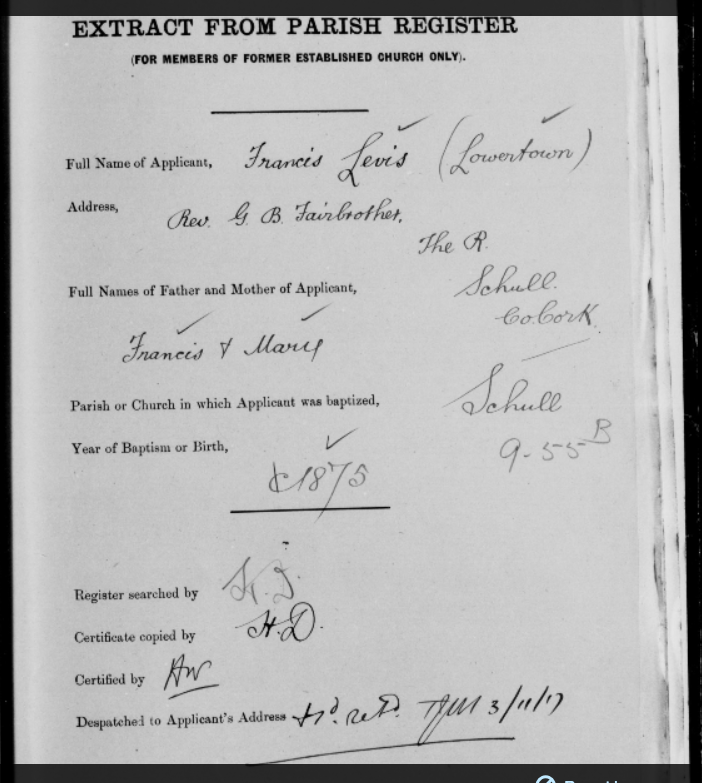 EXTRACT FROM PARISH REGISTER
(FOR MEMBERS OF FORMER ESTABLISHED CHURCH ONLY).
Full Name of Applicant, Francis Levis (Lowertown)
Address, Rev. G. B. Fairbrother,
The R.
Schull.
Co. Cork.
Full Names of Father and Mother of Applicant,
Francis & Mary
Parish or Church in which Applicant was baptized, Schull
Year of Baptism or Birth, 9-55 B
1875
Register searched by
Certificate copied by H.D.
Certified by
Despatched to Applicant's Address 3/11/17